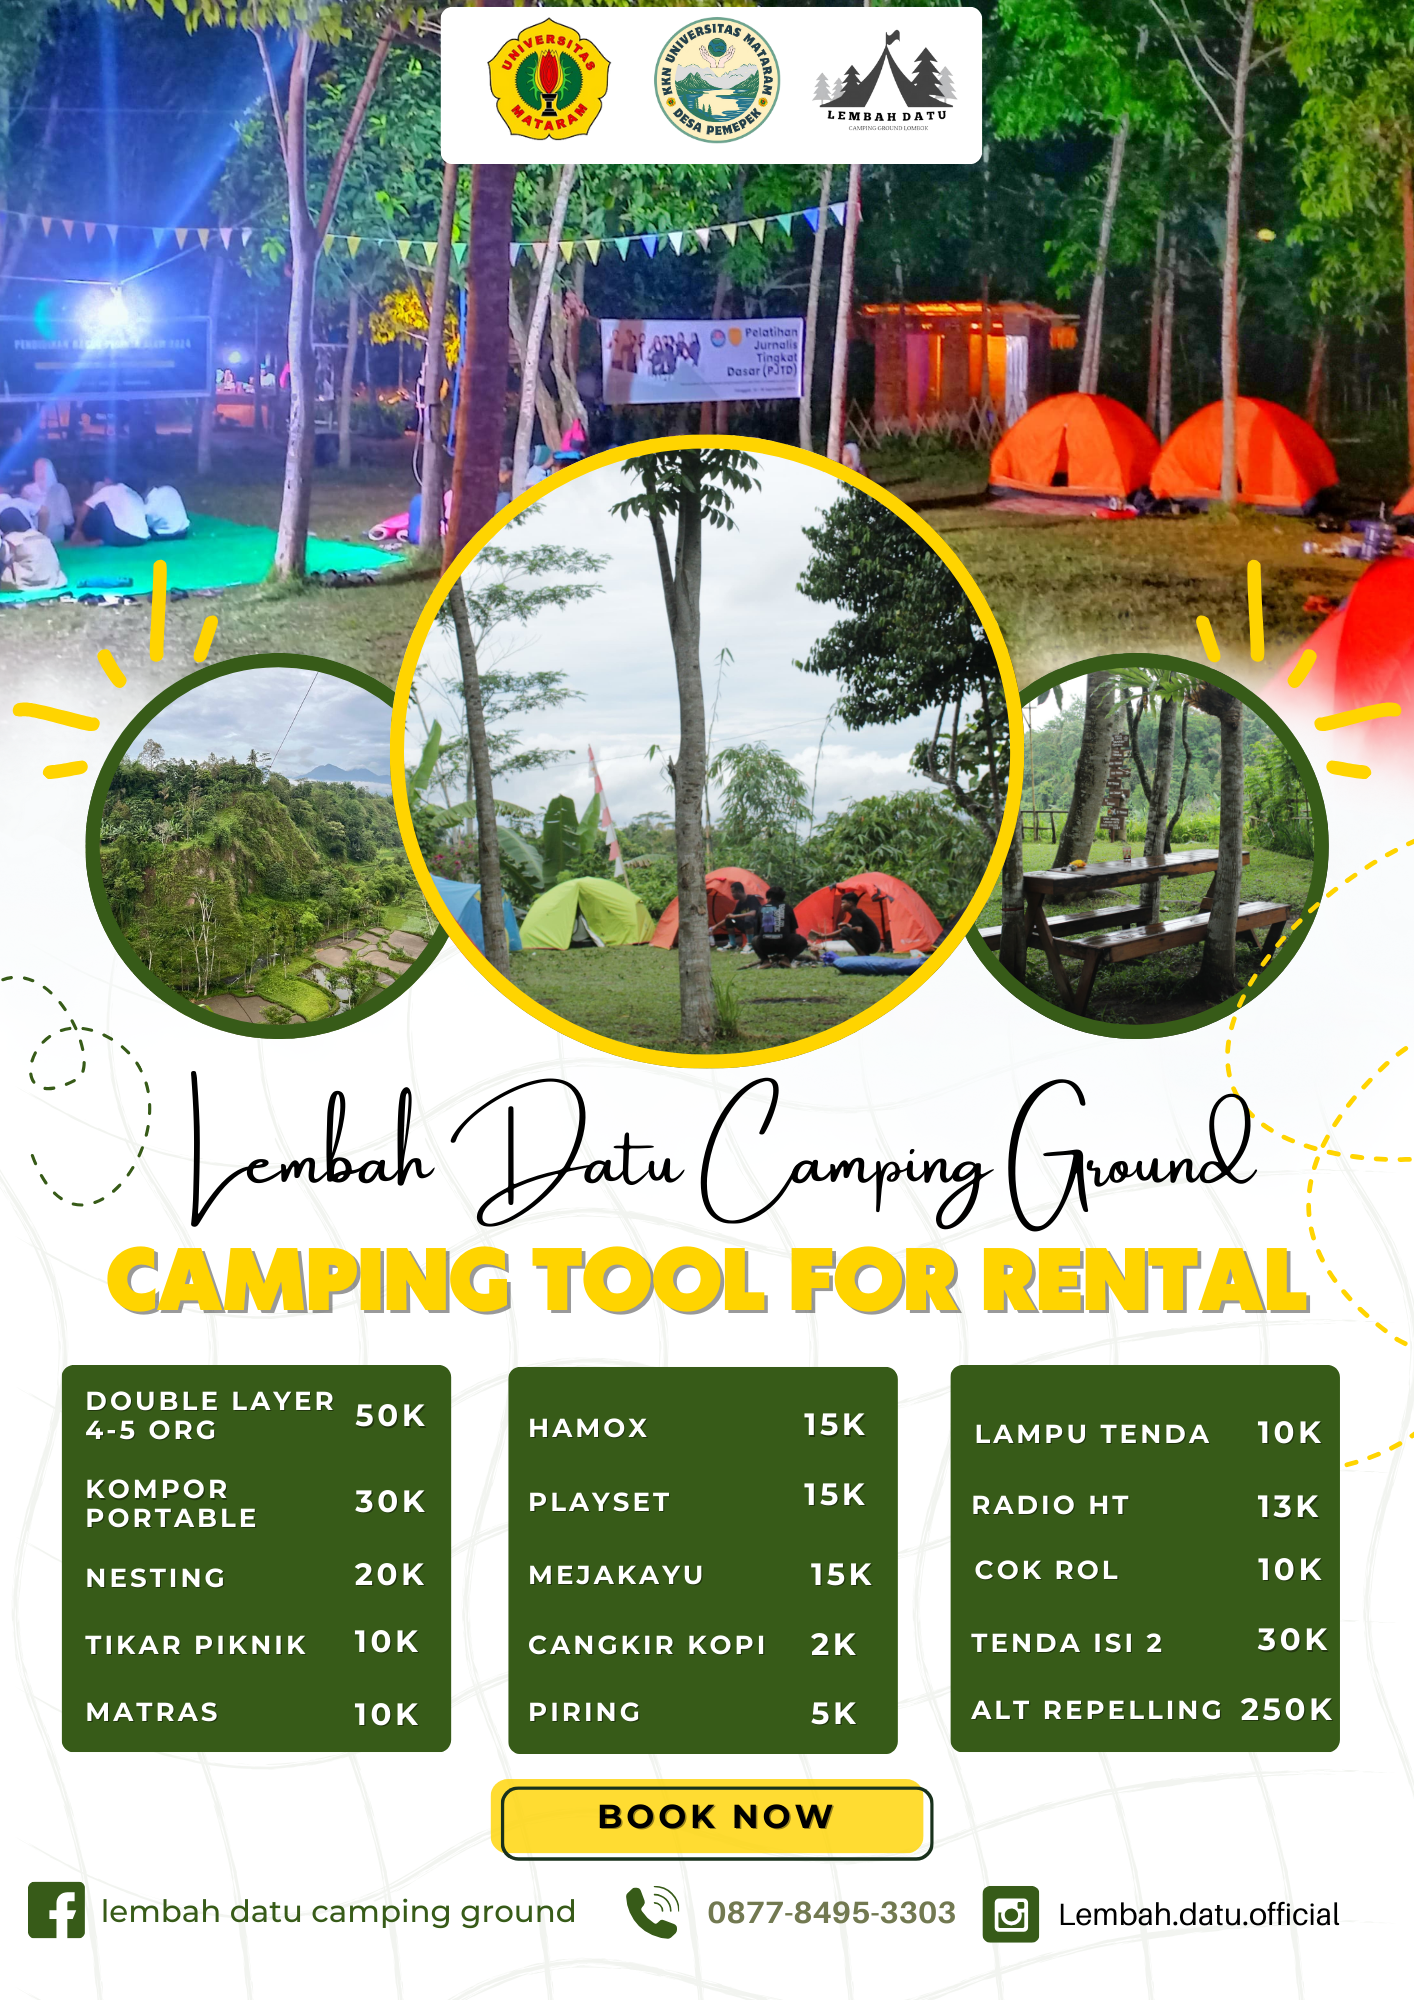 UNIVERSITAS
MATARAM
KKN UNIVERSITAS MATARAM
DESA PEMEPEK
LEMBAH DATU
CAMPING GROUND LOMBOK
Pelatihan
Jurnalis
Tingkat
Dasar (PJTD)
Lembah Datu Camping Ground
CAMPING TOOL FOR RENTAL
DOUBLE LAYER
4-5 ORG 50K
KOMPOR
PORTABLE 30K
NESTING 20K
TIKAR PIKNIK 10K
MATRAS 10K
HAMOX 15K
PLAYSET 15K
MEJAKAYU 15K
CANGKIR KOPI 2K
PIRING 5K
LAMPU TENDA 10K
RADIO HT 13K
COK ROL 10K
TENDA ISI 2 30K
ALT REPELLING 250K
BOOK NOW
lembah datu camping ground
0877-8495-3303
Lembah.datu.official